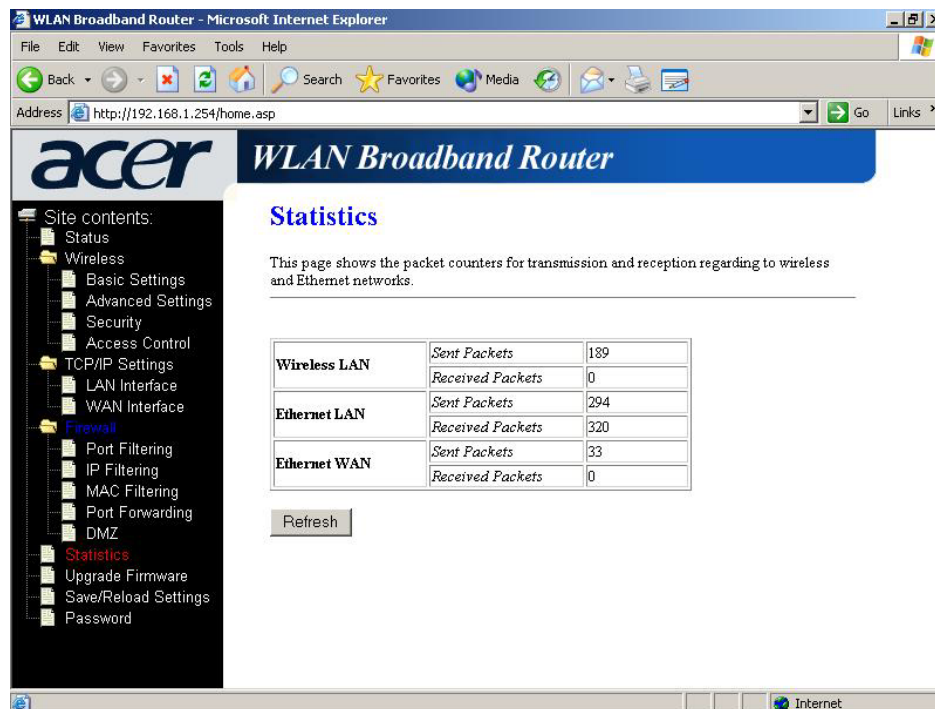 WLAN Broadband Router - Microsoft Internet Explorer
File Edit View Favorites Tools Help
Back Search Favorites Media
Address http://192.168.1.254/home.asp Go Links
acer WLAN Broadband Router
Site contents:
Status
Wireless
Basic Settings
Advanced Settings
Security
Access Control
TCP/IP Settings
LAN Interface
WAN Interface
Firewall
Port Filtering
IP Filtering
MAC Filtering
Port Forwarding
DMZ
Statistics
Upgrade Firmware
Save/Reload Settings
Password
Statistics
This page shows the packet counters for transmission and reception regarding to wireless
and Ethernet networks.
Wireless LAN Sent Packets 189
Received Packets 0
Ethernet LAN Sent Packets 294
Received Packets 320
Ethernet WAN Sent Packets 33
Received Packets 0
Refresh
Internet